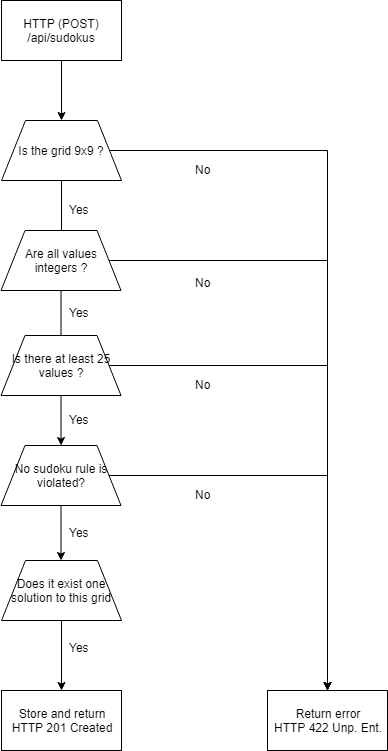 HTTP (POST)
/api/sudokus
Is the grid 9x9 ?
No
Yes
Are all values
integers ?
No
Yes
Is there at least 25
values ?
No
Yes
No sudoku rule is
violated?
No
Yes
Does it exist one
solution to this grid
Yes
Store and return
HTTP 201 Created
Return error
HTTP 422 Unp. Ent.